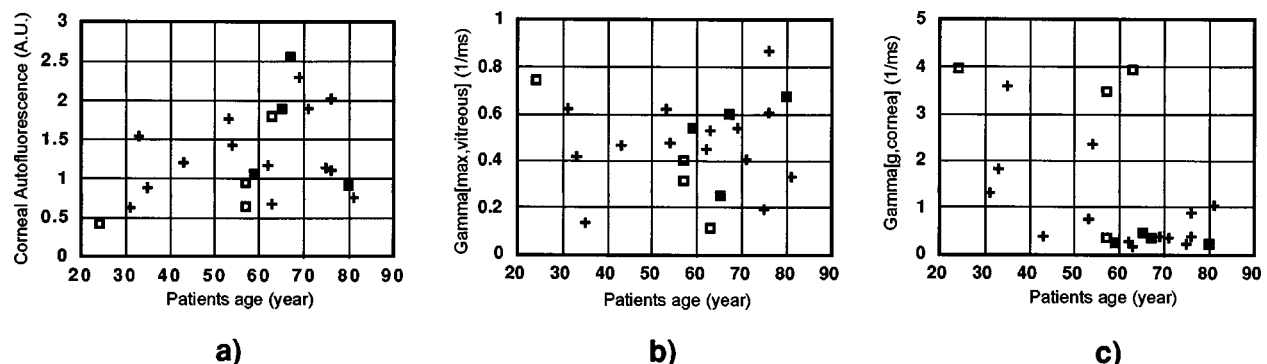 Corneal Autofluorescence (A.U.)
3
2.5
2
1.5
1
0.5
0
20 30 40 50 60 70 80 90
Patients age (year)
a)
Gamma[max,vitreous] (1/ms)
1
0.8
0.6
0.4
0.2
0
20 30 40 50 60 70 80 90
Patients age (year)
b)
Gamma[g,cornea] (1/ms)
5
4
3
2
1
0
20 30 40 50 60 70 80 90
Patients age (year)
c)